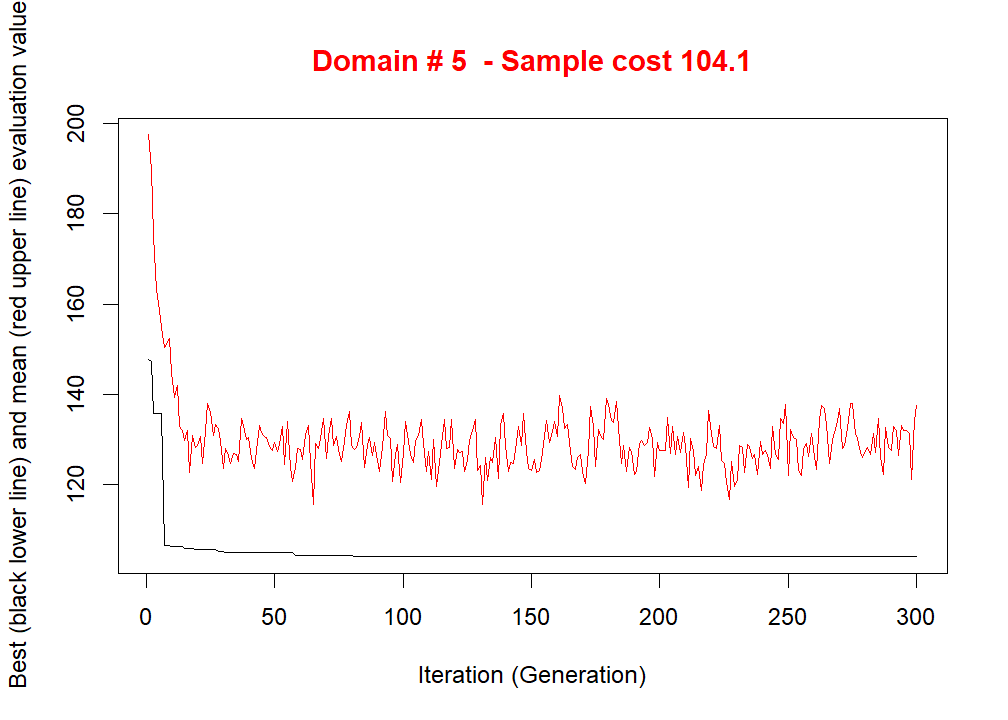 Domain # 5  - Sample cost 104.1
Best (black lower line) and mean (red upper line) evaluation value
200
180
160
140
120
0 50 100 150 200 250 300
Iteration (Generation)